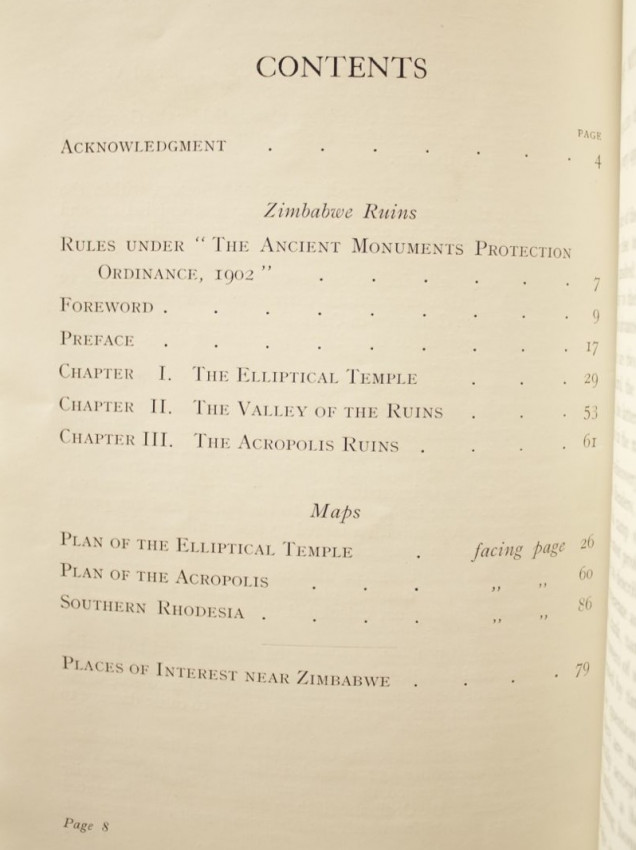 CONTENTS
PAGE
ACKNOWLEDGMENT . . . . . . . 4
Zimbabwe Ruins
RULES UNDER “ THE ANCIENT MONUMENTS PROTECTION
ORDINANCE, 1902 ” . . . . . . 7
FOREWORD . . . . . . . . . 9
PREFACE . . . . . . . . . 17
CHAPTER I. THE ELLIPTICAL TEMPLE . . . 29
CHAPTER II. THE VALLEY OF THE RUINS . . . 53
CHAPTER III. THE ACROPOLIS RUINS . . . . 61
Maps
PLAN OF THE ELLIPTICAL TEMPLE . facing page 26
PLAN OF THE ACROPOLIS . . . „ „ 60
SOUTHERN RHODESIA . . . . „ „ 86
PLACES OF INTEREST NEAR ZIMBABWE . . . . 79
Page 8